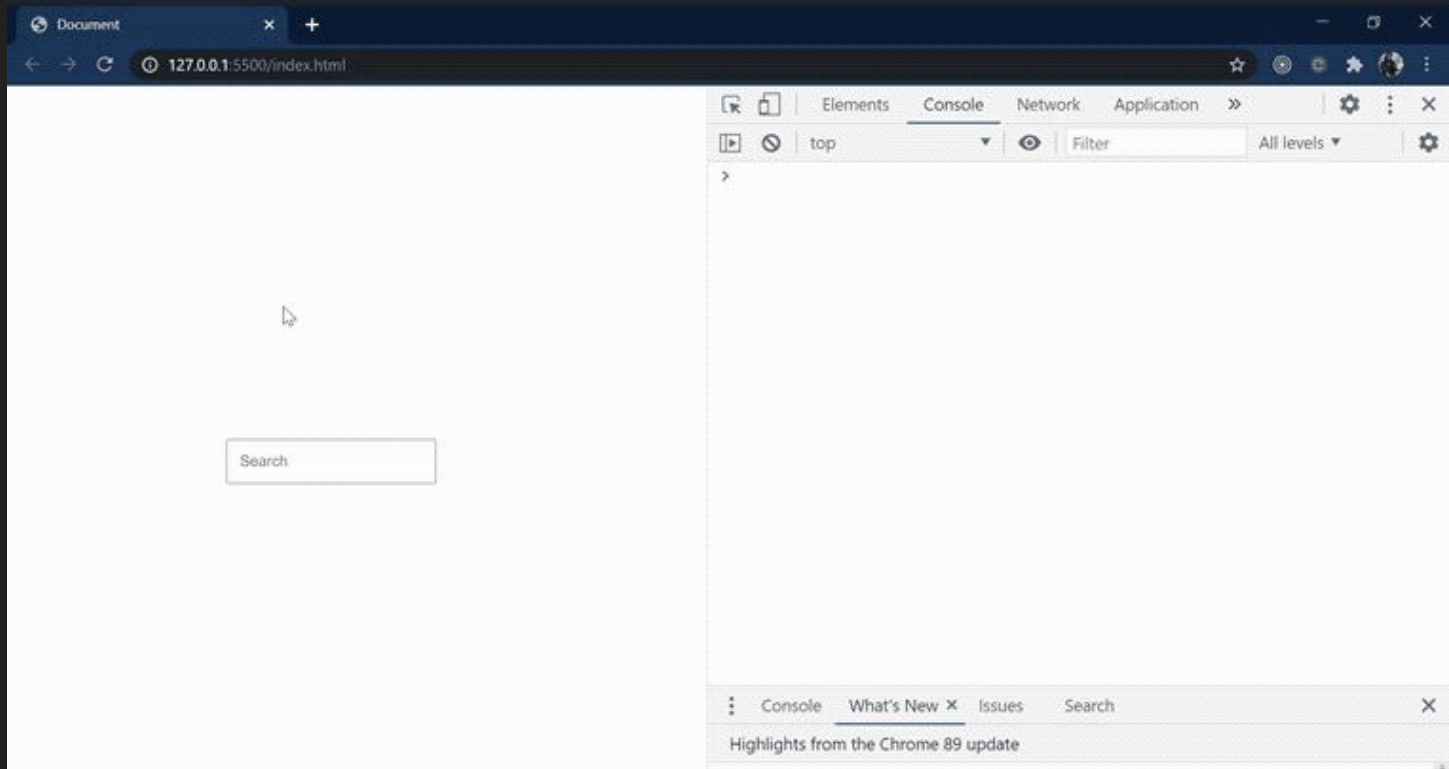 Document
127.0.0.1:5500/index.html
Elements Console Network Application »
top Filter All levels
>
Search
Console What's New Issues Search
Highlights from the Chrome 89 update